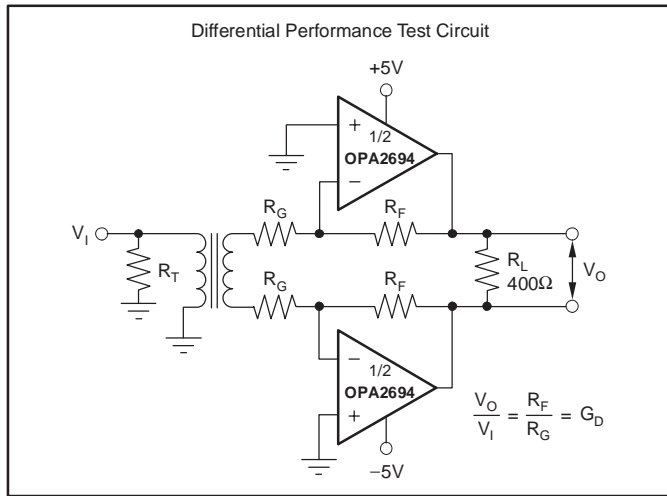 Differential Performance Test Circuit
+5V
+
1/2
OPA2694
−
R_G
R_F
V_I
R_T
R_L
400Ω
V_O
R_G
R_F
−
1/2
OPA2694
+
V_O/V_I = R_F/R_G = G_D
−5V